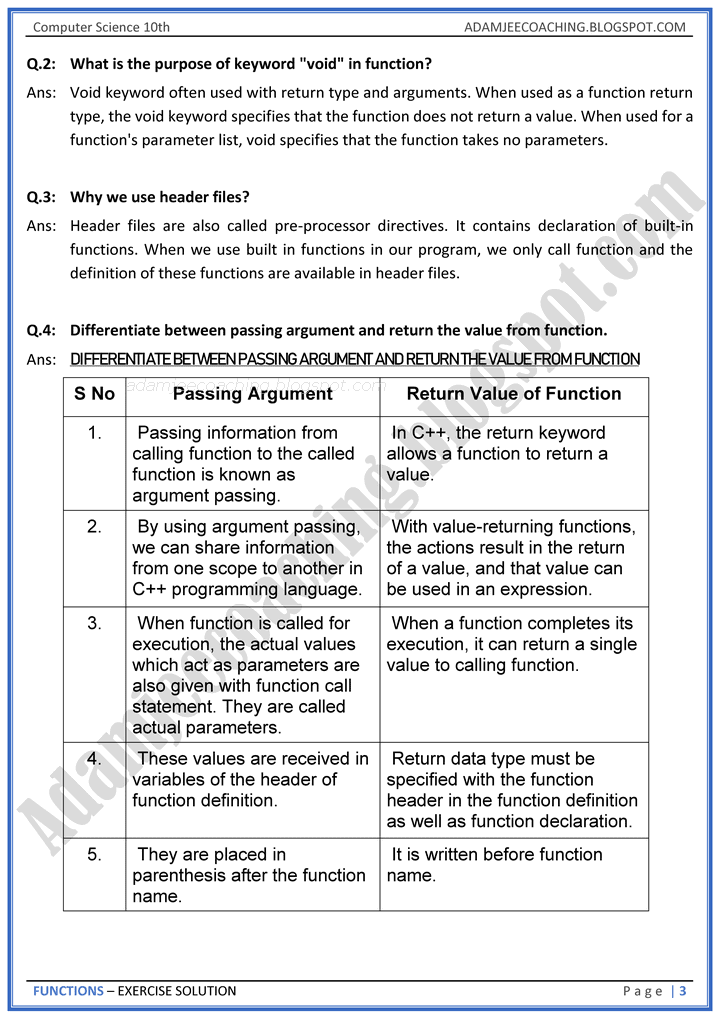 Computer Science 10th ADAMJEECOACHING.BLOGSPOT.COM
Q.2: What is the purpose of keyword "void" in function?
Ans: Void keyword often used with return type and arguments. When used as a function return
type, the void keyword specifies that the function does not return a value. When used for a
function's parameter list, void specifies that the function takes no parameters.
Q.3: Why we use header files?
Ans: Header files are also called pre-processor directives. It contains declaration of built-in
functions. When we use built in functions in our program, we only call function and the
definition of these functions are available in header files.
Q.4: Differentiate between passing argument and return the value from function.
Ans: DIFFERENTIATE BETWEEN PASSING ARGUMENT AND RETURN THE VALUE FROM FUNCTION
adamjeecoaching.blogspot.com
S No Passing Argument Return Value of Function
1. Passing information from
calling function to the called
function is known as
argument passing.
In C++, the return keyword
allows a function to return a
value.
2. By using argument passing,
we can share information
from one scope to another in
C++ programming language.
With value-returning functions,
the actions result in the return
of a value, and that value can
be used in an expression.
3. When function is called for
execution, the actual values
which act as parameters are
also given with function call
statement. They are called
actual parameters.
When a function completes its
execution, it can return a single
value to calling function.
4. These values are received in
variables of the header of
function definition.
Return data type must be
specified with the function
header in the function definition
as well as function declaration.
5. They are placed in
parenthesis after the function
name.
It is written before function
name.
Adamjeecoaching.blogspot.com
FUNCTIONS – EXERCISE SOLUTION Page | 3